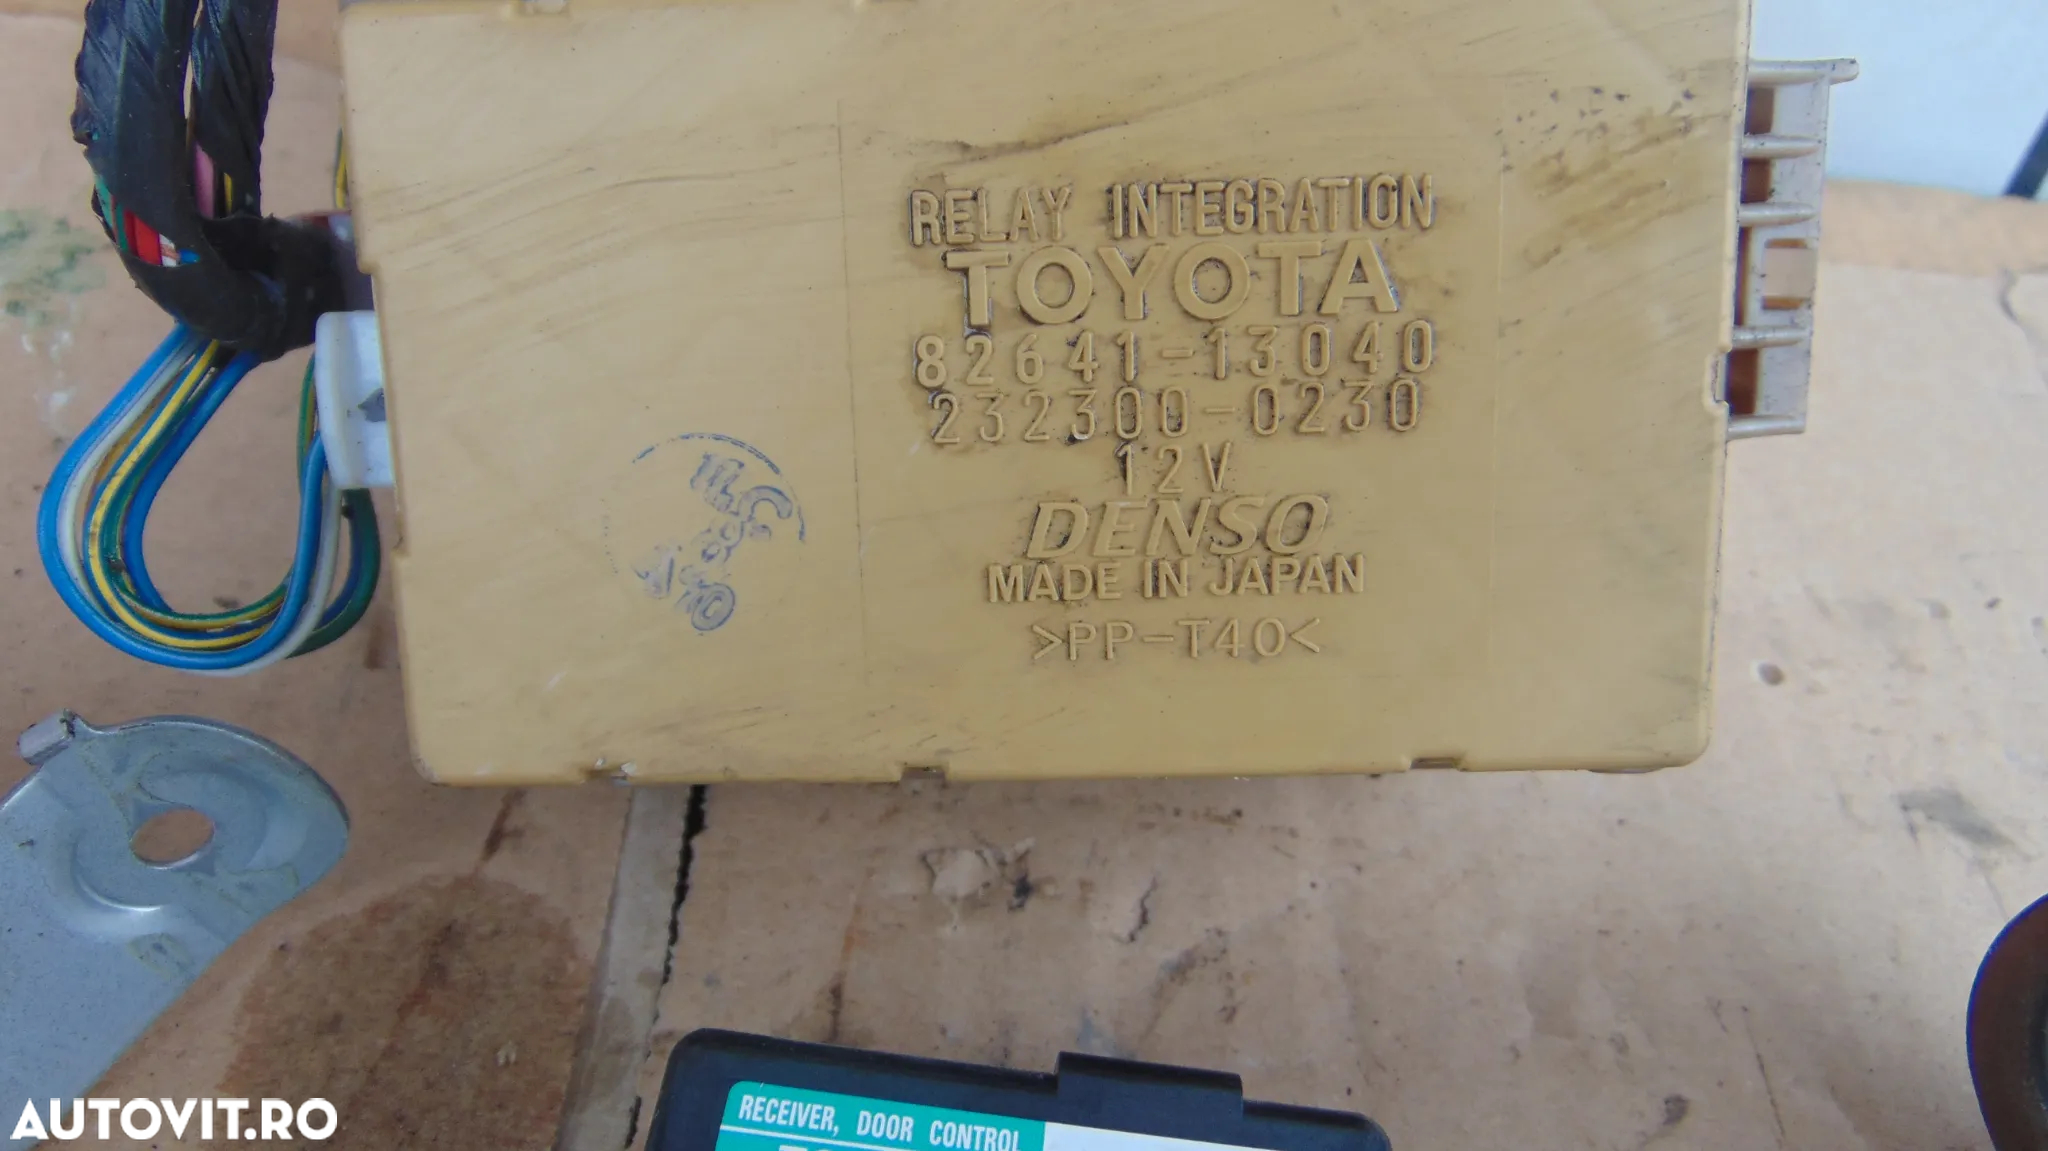 RELAY INTEGRATION
TOYOTA
82641-13040
232300-0230
12V
DENSO
MADE IN JAPAN
>PP-T40<
RECEIVER, DOOR CONTROL
AUTOVIT.RO